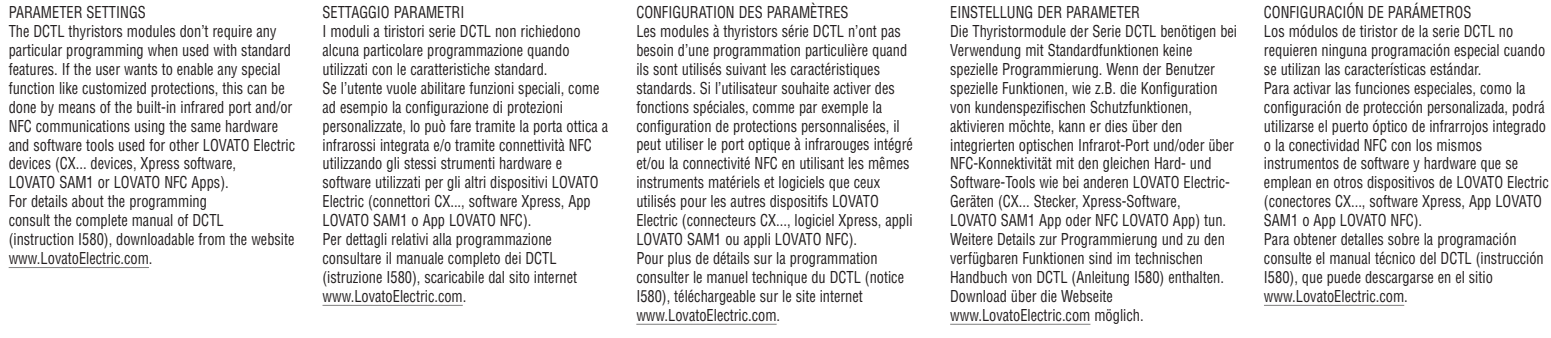 PARAMETER SETTINGS
The DCTL thyristors modules don't require any
particular programming when used with standard
features. If the user wants to enable any special
function like customized protections, this can be
done by means of the built-in infrared port and/or
NFC communications using the same hardware
and software tools used for other LOVATO Electric
devices (CX... devices, Xpress software,
LOVATO SAM1 or LOVATO NFC Apps).
For details about the programming
consult the complete manual of DCTL
(instruction I580), downloadable from the website
www.LovatoElectric.com.
SETTAGGIO PARAMETRI
I moduli a tiristori serie DCTL non richiedono
alcuna particolare programmazione quando
utilizzati con le caratteristiche standard.
Se l'utente vuole abilitare funzioni speciali, come
ad esempio la configurazione di protezioni
personalizzate, lo può fare tramite la porta ottica a
infrarossi integrata e/o tramite connettività NFC
utilizzando gli stessi strumenti hardware e
software utilizzati per gli altri dispositivi LOVATO
Electric (connettori CX..., software Xpress, App
LOVATO SAM1 o App LOVATO NFC).
Per dettagli relativi alla programmazione
consultare il manuale completo dei DCTL
(istruzione I580), scaricabile dal sito internet
www.LovatoElectric.com.
CONFIGURATION DES PARAMÈTRES
Les modules à thyristors série DCTL n'ont pas
besoin d'une programmation particulière quand
ils sont utilisés suivant les caractéristiques
standards. Si l'utilisateur souhaite activer des
fonctions spéciales, comme par exemple la
configuration de protections personnalisées, il
peut utiliser le port optique à infrarouges intégré
et/ou la connectivité NFC en utilisant les mêmes
instruments matériels et logiciels que ceux
utilisés pour les autres dispositifs LOVATO
Electric (connecteurs CX..., logiciel Xpress, appli
LOVATO SAM1 ou appli LOVATO NFC).
Pour plus de détails sur la programmation
consulter le manuel technique du DCTL (notice
I580), téléchargeable sur le site internet
www.LovatoElectric.com.
EINSTELLUNG DER PARAMETER
Die Thyristormodule der Serie DCTL benötigen bei
Verwendung mit Standardfunktionen keine
spezielle Programmierung. Wenn der Benutzer
spezielle Funktionen, wie z.B. die Konfiguration
von kundenspezifischen Schutzfunktionen,
aktivieren möchte, kann er dies über den
integrierten optischen Infrarot-Port und/oder über
NFC-Konnektivität mit den gleichen Hard- und
Software-Tools wie bei anderen LOVATO Electric-
Geräten (CX... Stecker, Xpress-Software,
LOVATO SAM1 App oder NFC LOVATO App) tun.
Weitere Details zur Programmierung und zu den
verfügbaren Funktionen sind im technischen
Handbuch von DCTL (Anleitung I580) enthalten.
Download über die Webseite
www.LovatoElectric.com möglich.
CONFIGURACIÓN DE PARÁMETROS
Los módulos de tiristor de la serie DCTL no
requieren ninguna programación especial cuando
se utilizan las características estándar.
Para activar las funciones especiales, como la
configuración de protección personalizada, podrá
utilizarse el puerto óptico de infrarrojos integrado
o la conectividad NFC con los mismos
instrumentos de software y hardware que se
emplean en otros dispositivos de LOVATO Electric
(conectores CX..., software Xpress, App LOVATO
SAM1 o App LOVATO NFC).
Para obtener detalles sobre la programación
consulte el manual técnico del DCTL (instrucción
I580), que puede descargarse en el sitio
www.LovatoElectric.com.